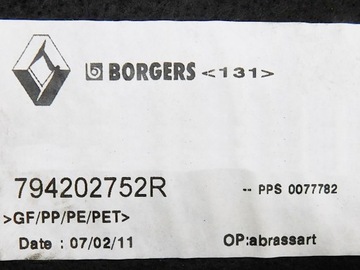 BORGERS <131>
794202752R
-- PPS 0077782
>GF/PP/PE/PET>
Date : 07/02/11
OP:abrassart